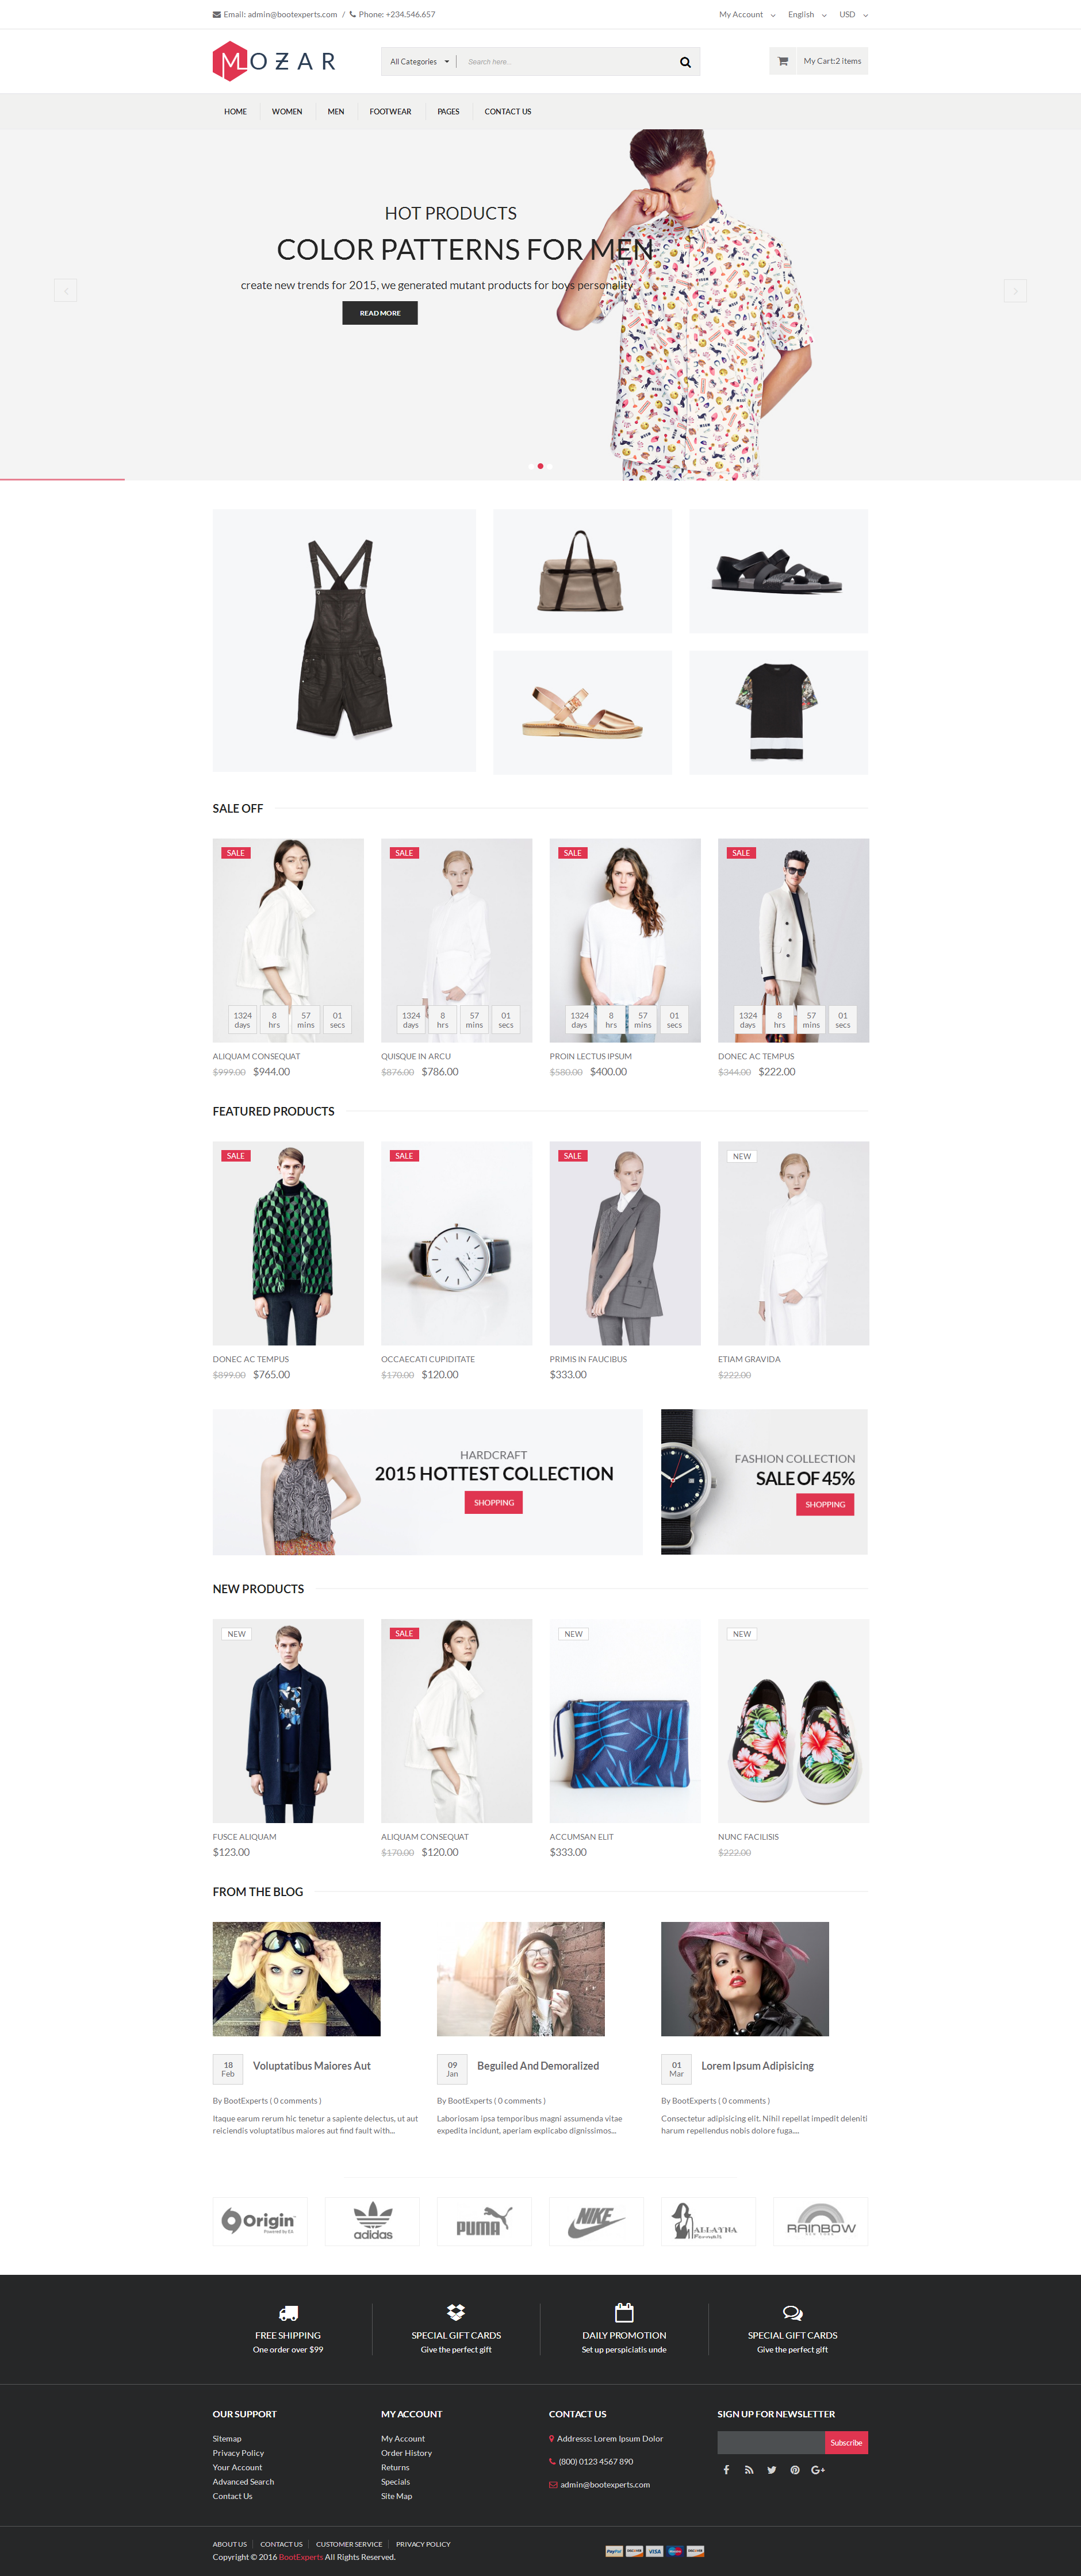 Email: admin@bootexperts.com / Phone: +234.546.657
My Account English USD
MOZAR
All Categories Search here... My Cart:2 items
HOME WOMEN MEN FOOTWEAR PAGES CONTACT US
HOT PRODUCTS
COLOR PATTERNS FOR MEN
create new trends for 2015, we generated mutant products for boys personality
READ MORE
SALE OFF
SALE SALE SALE SALE
1324 8 57 01 1324 8 57 01 1324 8 57 01 1324 8 57 01
days hrs mins secs days hrs mins secs days hrs mins secs days hrs mins secs
ALIQUAM CONSEQUAT QUISQUE IN ARCU PROIN LECTUS IPSUM DONEC AC TEMPUS
$999.00 $944.00 $876.00 $786.00 $580.00 $400.00 $344.00 $222.00
FEATURED PRODUCTS
SALE SALE SALE NEW
DONEC AC TEMPUS OCCAECATI CUPIDITATE PRIMIS IN FAUCIBUS ETIAM GRAVIDA
$899.00 $765.00 $170.00 $120.00 $333.00 $222.00
HARDCRAFT
2015 HOTTEST COLLECTION
SHOPPING
FASHION COLLECTION
SALE OF 45%
SHOPPING
NEW PRODUCTS
NEW SALE NEW NEW
FUSCE ALIQUAM ALIQUAM CONSEQUAT ACCUMSAN ELIT NUNC FACILISIS
$123.00 $170.00 $120.00 $333.00 $222.00
FROM THE BLOG
18
Feb
Voluptatibus Maiores Aut
By BootExperts ( 0 comments )
Itaque earum rerum hic tenetur a sapiente delectus, ut aut
reiciendis voluptatibus maiores aut find fault with...
09
Jan
Beguiled And Demoralized
By BootExperts ( 0 comments )
Laboriosam ipsa temporibus magni assumenda vitae
expedita incidunt, aperiam explicabo dignissimos...
01
Mar
Lorem Ipsum Adipisicing
By BootExperts ( 0 comments )
Consectetur adipisicing elit. Nihil repellat impedit deleniti
harum repellendus nobis dolore fuga....
Origin
Powered by EA
adidas
PUMA
NIKE
ALLAYNA
RAINBOW
FREE SHIPPING
One order over $99
SPECIAL GIFT CARDS
Give the perfect gift
DAILY PROMOTION
Set up perspiciatis unde
SPECIAL GIFT CARDS
Give the perfect gift
OUR SUPPORT
Sitemap
Privacy Policy
Your Account
Advanced Search
Contact Us
MY ACCOUNT
My Account
Order History
Returns
Specials
Site Map
CONTACT US
Addresss: Lorem Ipsum Dolor
(800) 0123 4567 890
admin@bootexperts.com
SIGN UP FOR NEWSLETTER
Subscribe
ABOUT US CONTACT US CUSTOMER SERVICE PRIVACY POLICY
Copyright © 2016 BootExperts All Rights Reserved.
PayPal DISCOVER VISA Maestro DISCOVER